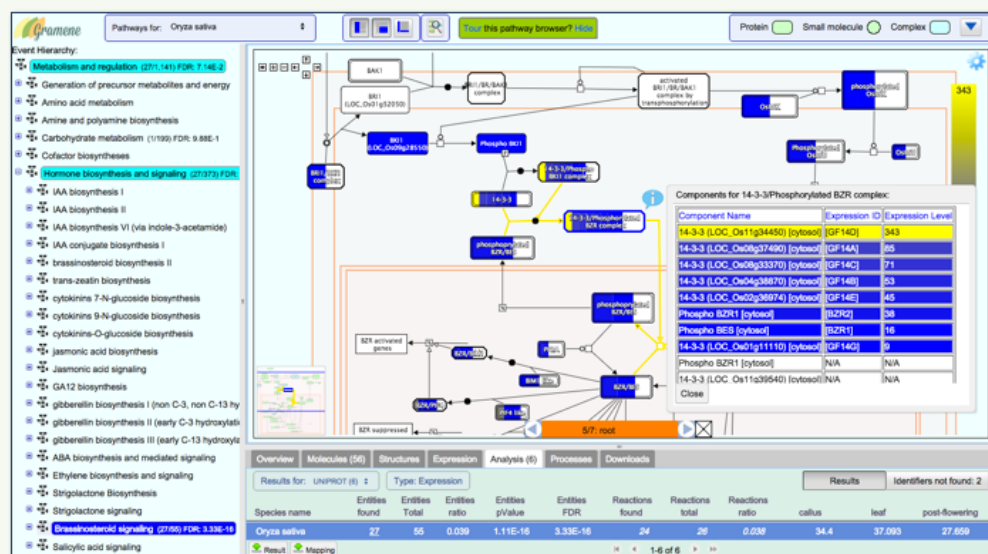 Gramene
Pathways for: Oryza sativa
Tour this pathway browser? Hide
Protein
Small molecule
Complex
Event Hierarchy:
Metabolism and regulation (27/1,141) FDR: 7.14E-2
Generation of precursor metabolites and energy
Amino acid metabolism
Amine and polyamine biosynthesis
Carbohydrate metabolism (1/199) FDR: 9.88E-1
Cofactor biosyntheses
Hormone biosynthesis and signaling (27/373) FDR:
IAA biosynthesis I
IAA biosynthesis II
IAA biosynthesis VI (via indole-3-acetamide)
IAA conjugate biosynthesis I
brassinosteroid biosynthesis II
trans-zeatin biosynthesis
cytokinins 7-N-glucoside biosynthesis
cytokinins 9-N-glucoside biosynthesis
cytokinins-O-glucoside biosynthesis
jasmonic acid biosynthesis
Jasmonic acid signaling
GA12 biosynthesis
gibberellin biosynthesis I (non C-3, non C-13 hy
gibberellin biosynthesis II (early C-3 hydroxylatio
gibberellin biosynthesis III (early C-13 hydroxyla
ABA biosynthesis and mediated signaling
Ethylene biosynthesis and signaling
Strigolactone Biosynthesis
Strigolactone signaling
Brassinosteroid signaling (27/55) FDR: 3.33E-16
Salicylic acid signaling
BAK1
BRI1
(LOC_Os01g52050)
BRI1/BR/BAK1
complex
activated
BRI1/BR/BAK1
complex by
transphosphorylation
343
BKI1
(LOC_Os09g28550)
Phospho BKI1
14-3-3/Phospho
BKI1 complex
14-3-3
14-3-3/Phosphorylated
BZR complex
phosphorylated
BZR/BES
BZR activated
genes
BZR/BES
BZR suppressed
5/7: root
Components for 14-3-3/Phosphorylated BZR complex:
Component Name Expression ID Expression Level
14-3-3 (LOC_Os11g34450) [cytosol] [GF14D] 343
14-3-3 (LOC_Os08g37490) [cytosol] [GF14A] 85
14-3-3 (LOC_Os08g33370) [cytosol] [GF14C] 71
14-3-3 (LOC_Os04g38870) [cytosol] [GF14B] 53
14-3-3 (LOC_Os02g36974) [cytosol] [GF14E] 45
Phospho BZR1 [cytosol] [BZR2] 38
Phospho BES [cytosol] [BZR1] 16
14-3-3 (LOC_Os01g11110) [cytosol] [GF14G] 9
Phospho BZR1 [cytosol] N/A N/A
14-3-3 (LOC_Os11g39540) [cytosol] N/A N/A
Close
Overview Molecules (56) Structures Expression Analysis (6) Processes Downloads
Results for: UNIPROT (6) Type: Expression Results Identifiers not found: 2
Species name Entities found Entities Total Entities ratio Entities pValue Entities FDR Reactions found Reactions total Reactions ratio callus leaf post-flowering
Oryza sativa 27 55 0.039 1.11E-16 3.33E-16 24 26 0.038 34.4 37.093 27.659
Result Mapping 1-6 of 6